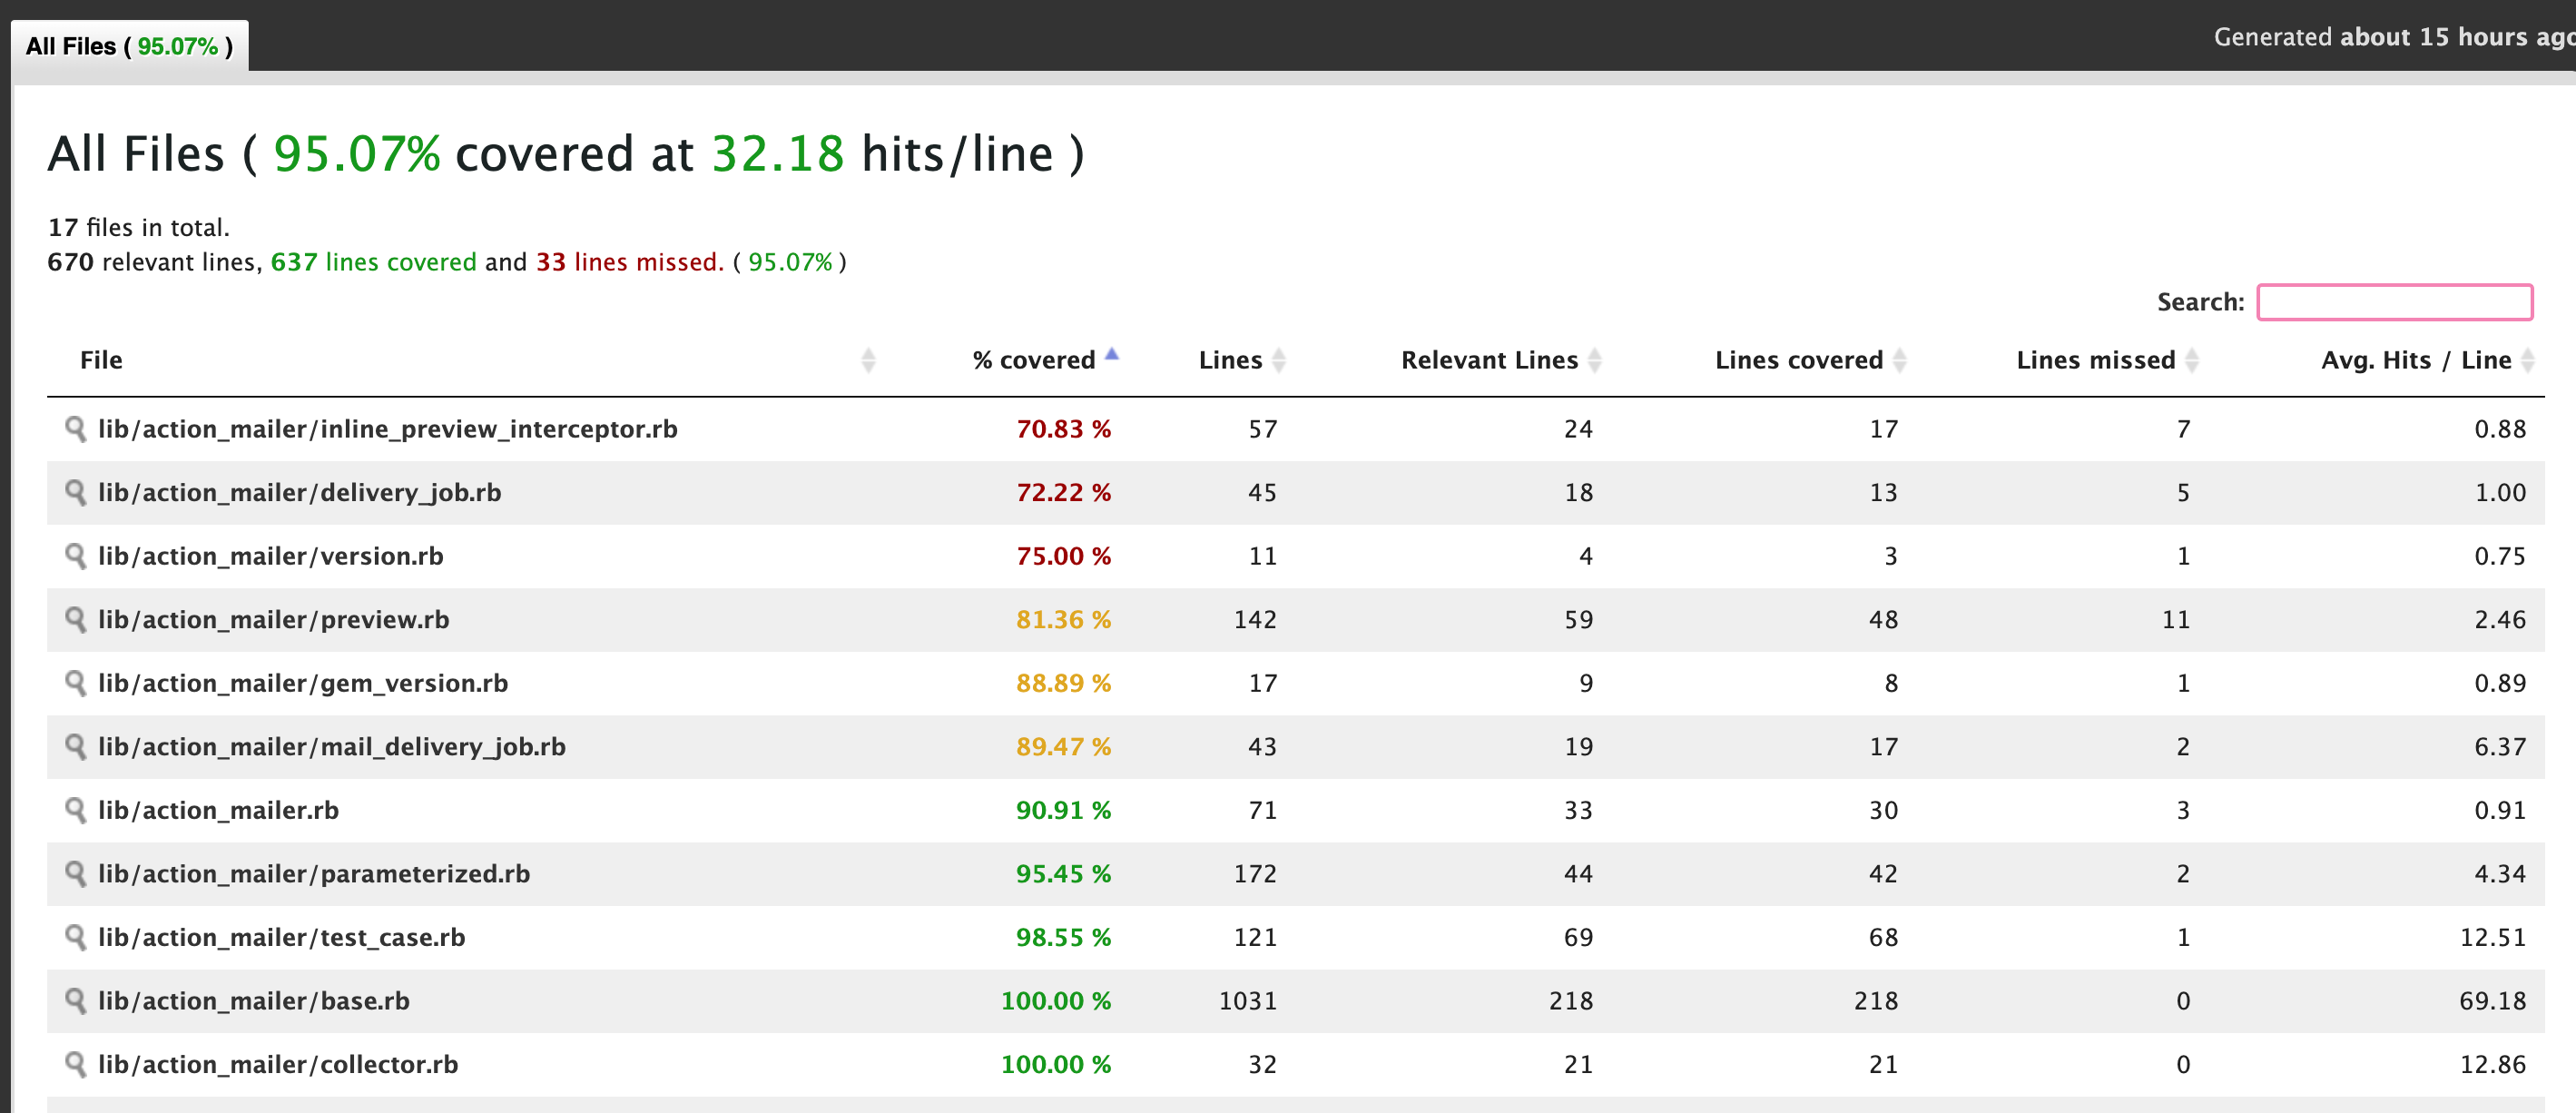 All Files ( 95.07% )
Generated about 15 hours ago
All Files ( 95.07% covered at 32.18 hits/line )
17 files in total.
670 relevant lines, 637 lines covered and 33 lines missed. ( 95.07% )
Search:
File % covered Lines Relevant Lines Lines covered Lines missed Avg. Hits / Line
lib/action_mailer/inline_preview_interceptor.rb 70.83 % 57 24 17 7 0.88
lib/action_mailer/delivery_job.rb 72.22 % 45 18 13 5 1.00
lib/action_mailer/version.rb 75.00 % 11 4 3 1 0.75
lib/action_mailer/preview.rb 81.36 % 142 59 48 11 2.46
lib/action_mailer/gem_version.rb 88.89 % 17 9 8 1 0.89
lib/action_mailer/mail_delivery_job.rb 89.47 % 43 19 17 2 6.37
lib/action_mailer.rb 90.91 % 71 33 30 3 0.91
lib/action_mailer/parameterized.rb 95.45 % 172 44 42 2 4.34
lib/action_mailer/test_case.rb 98.55 % 121 69 68 1 12.51
lib/action_mailer/base.rb 100.00 % 1031 218 218 0 69.18
lib/action_mailer/collector.rb 100.00 % 32 21 21 0 12.86